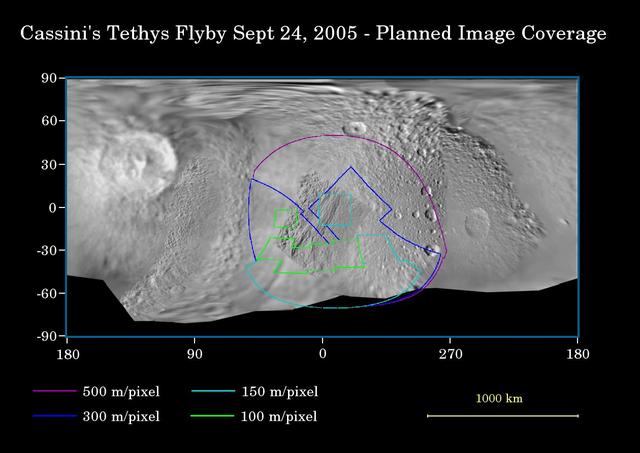 Cassini's Tethys Flyby Sept 24, 2005 - Planned Image Coverage
90
60
30
0
-30
-60
-90
180 90 0 270 180
500 m/pixel 150 m/pixel
300 m/pixel 100 m/pixel
1000 km